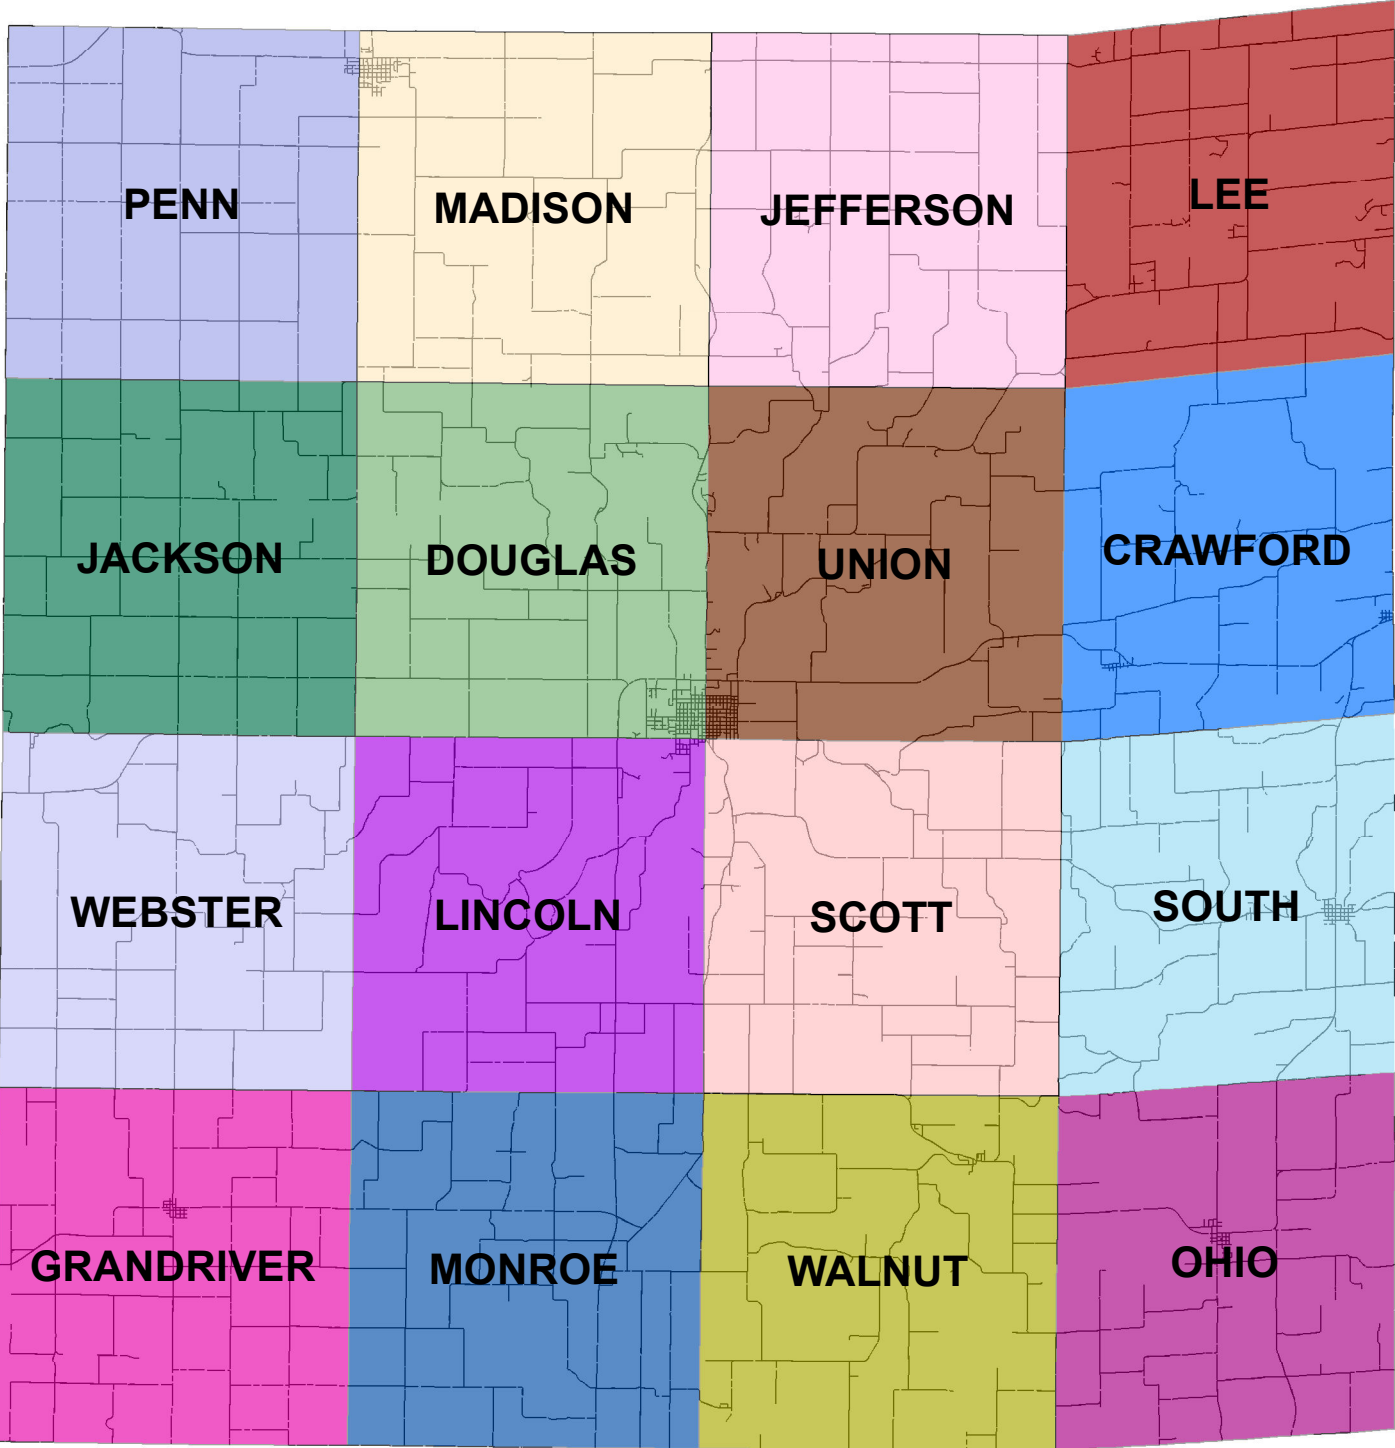 PENN
MADISON
JEFFERSON
LEE
JACKSON
DOUGLAS
UNION
CRAWFORD
WEBSTER
LINCOLN
SCOTT
SOUTH
GRANDRIVER
MONROE
WALNUT
OHIO